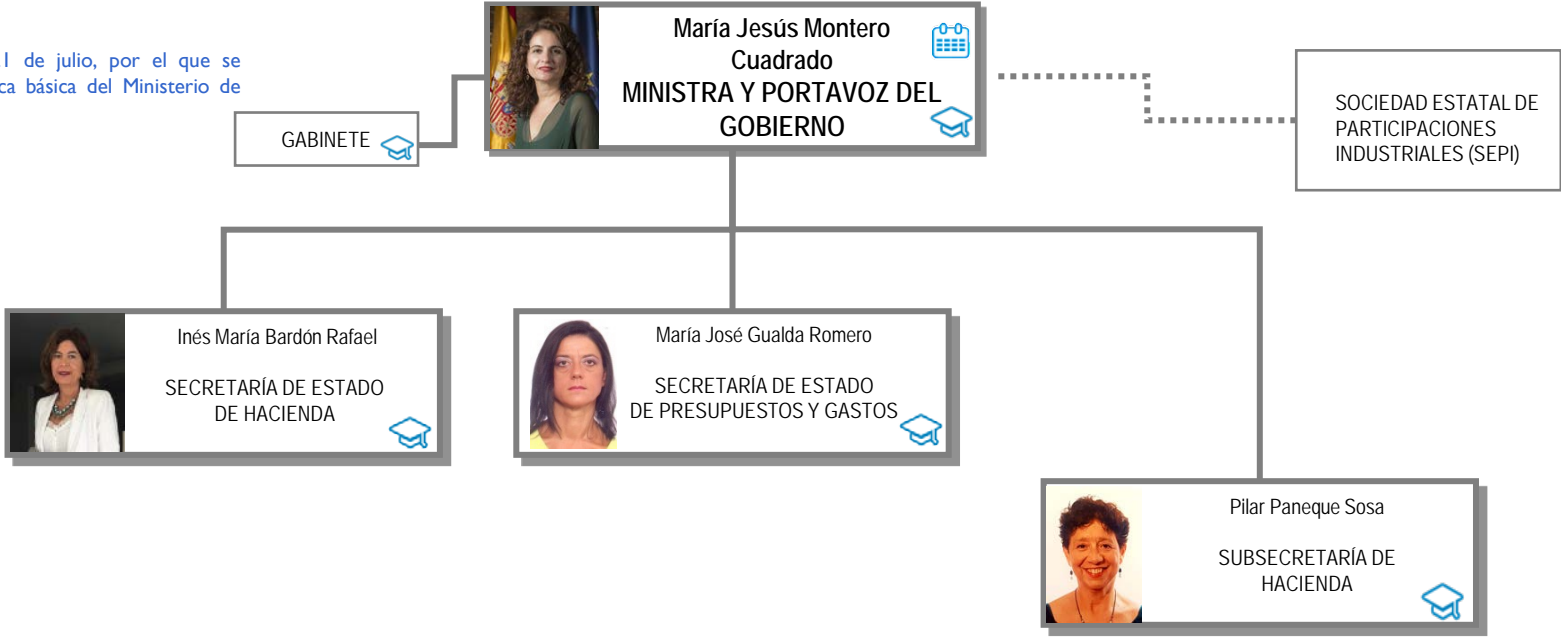 1 de julio, por el que se
ca básica del Ministerio de
GABINETE
María Jesús Montero
Cuadrado
MINISTRA Y PORTAVOZ DEL
GOBIERNO
SOCIEDAD ESTATAL DE
PARTICIPACIONES
INDUSTRIALES (SEPI)
Inés María Bardón Rafael
SECRETARÍA DE ESTADO
DE HACIENDA
María José Gualda Romero
SECRETARÍA DE ESTADO
DE PRESUPUESTOS Y GASTOS
Pilar Paneque Sosa
SUBSECRETARÍA DE
HACIENDA